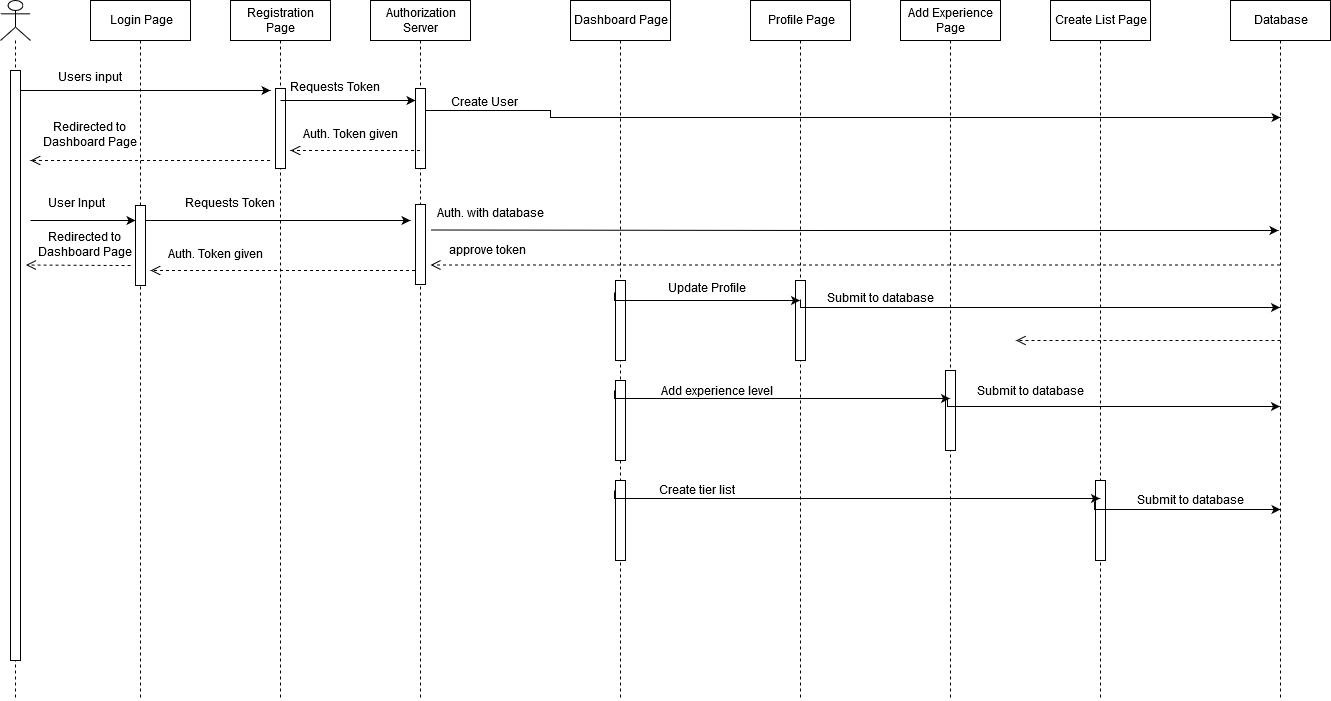 Login Page
Registration
Page
Authorization
Server
Dashboard Page
Profile Page
Add Experience
Page
Create List Page
Database
Users input
Requests Token
Create User
Redirected to
Dashboard Page
Auth. Token given
User Input
Requests Token
Auth. with database
Redirected to
Dashboard Page
Auth. Token given
approve token
Update Profile
Submit to database
Add experience level
Submit to database
Create tier list
Submit to database